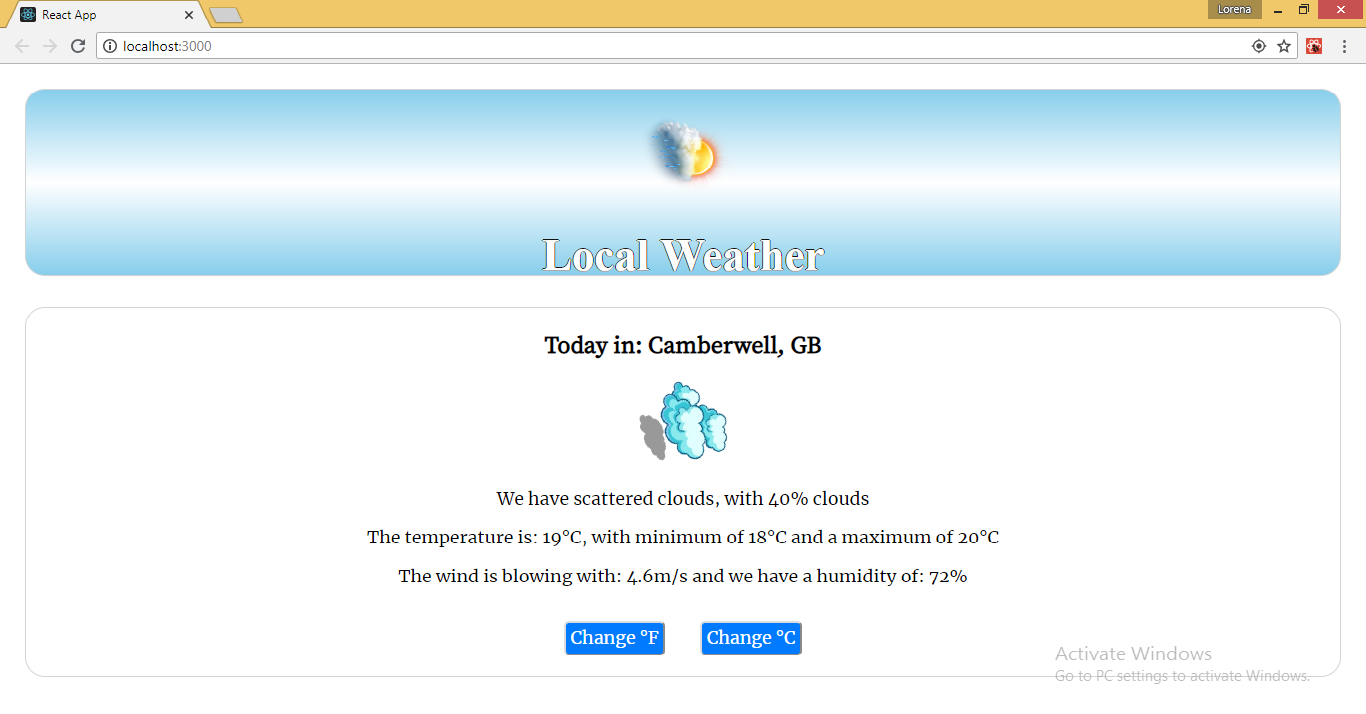 React App
Lorena
localhost:3000
Local Weather
Today in: Camberwell, GB
We have scattered clouds, with 40% clouds
The temperature is: 19°C, with minimum of 18°C and a maximum of 20°C
The wind is blowing with: 4.6m/s and we have a humidity of: 72%
Change °F Change °C
Activate Windows
Go to PC settings to activate Windows.